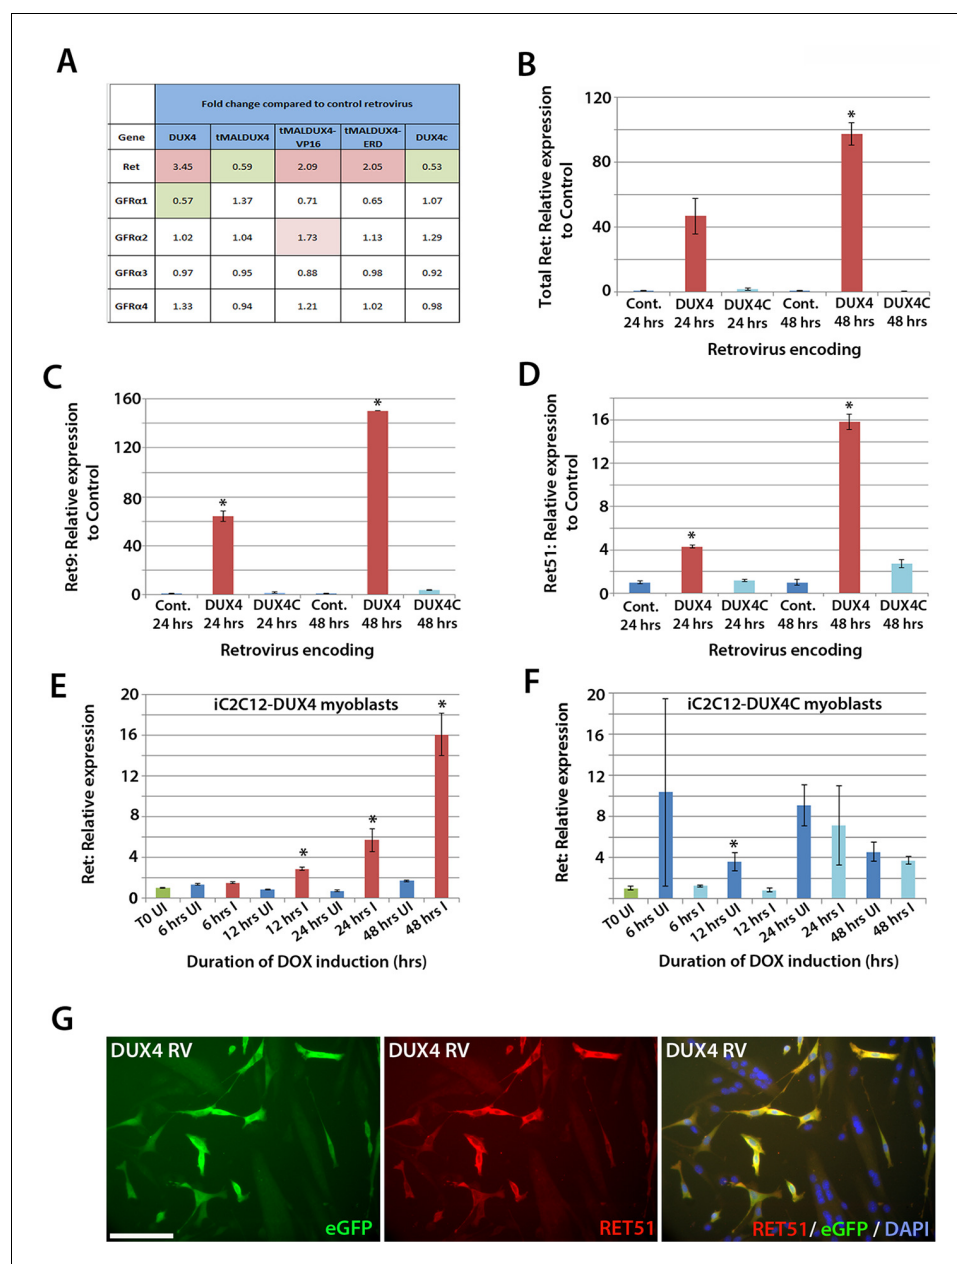 A
Fold change compared to control retrovirus
Gene DUX4 tMALDUX4 tMALDUX4-VP16 tMALDUX4-ERD DUX4c
Ret 3.45 0.59 2.09 2.05 0.53
GFRα1 0.57 1.37 0.71 0.65 1.07
GFRα2 1.02 1.04 1.73 1.13 1.29
GFRα3 0.97 0.95 0.88 0.98 0.92
GFRα4 1.33 0.94 1.21 1.02 0.98
B
Total Ret: Relative expression
to Control
120
80
40
0
*
Cont. DUX4 DUX4C Cont. DUX4 DUX4C
24 hrs 24 hrs 24 hrs 48 hrs 48 hrs 48 hrs
Retrovirus encoding
C
Ret9: Relative expression
to Control
160
120
80
40
0
* *
Cont. DUX4 DUX4C Cont. DUX4 DUX4C
24 hrs 24 hrs 24 hrs 48 hrs 48 hrs 48 hrs
Retrovirus encoding
D
Ret51: Relative expression
to Control
16
12
8
4
0
* *
Cont. DUX4 DUX4C Cont. DUX4 DUX4C
24 hrs 24 hrs 24 hrs 48 hrs 48 hrs 48 hrs
Retrovirus encoding
E
iC2C12-DUX4 myoblasts
Ret: Relative expression
20
16
12
8
4
0
* * *
T0 UI 6 hrs UI 6 hrs I 12 hrs UI 12 hrs I 24 hrs UI 24 hrs I 48 hrs UI 48 hrs I
Duration of DOX induction (hrs)
F
iC2C12-DUX4C myoblasts
Ret: Relative expression
20
16
12
8
4
*
T0 UI 6 hrs UI 6 hrs I 12 hrs UI 12 hrs I 24 hrs UI 24 hrs I 48 hrs UI 48 hrs I
Duration of DOX induction (hrs)
G
DUX4 RV DUX4 RV DUX4 RV
eGFP RET51 RET51/ eGFP / DAPI